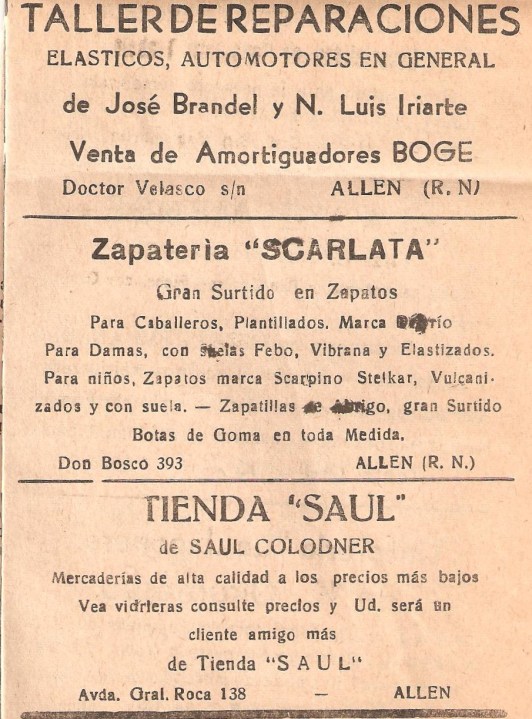 TALLER DE REPARACIONES
ELASTICOS, AUTOMOTORES EN GENERAL
de José Brandel y N. Luis Iriarte
Venta de Amortiguadores BOGE
Doctor Velasco s/n ALLEN (R. N)
Zapaterìa "SCARLATA"
Gran Surtido en Zapatos
Para Caballeros, Plantillados. Marca
Para Damas, con suelas Febo, Vibrana y Elastizados.
Para niños, Zapatos marca Scarpino Stelkar, Vulcani-
zados y con suela. — Zapatillas de Abrigo, gran Surtido
Botas de Goma en toda Medida.
Don Bosco 393 ALLEN (R. N.)
TIENDA "SAUL"
de SAUL COLODNER
Mercaderías de alta calidad a los precios más bajos
Vea vidrieras consulte precios y Ud. será un
cliente amigo más
de Tienda "SAUL"
Avda. Gral. Roca 138 — ALLEN